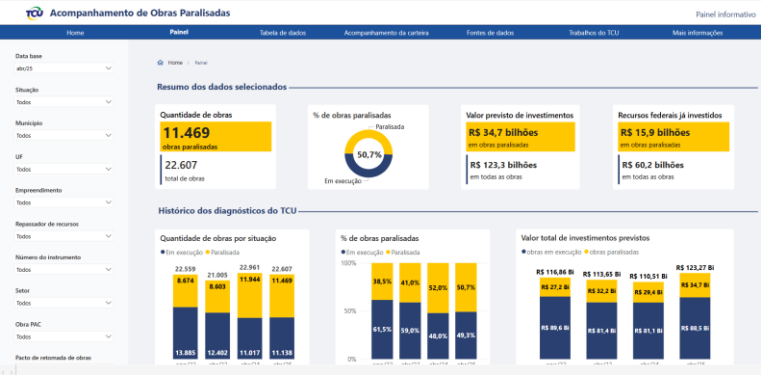 TCU Acompanhamento de Obras Paralisadas
Painel informativo
Home Painel Tabela de dados Acompanhamento da carteira Fontes de dados Trabalhos do TCU Mais informações
Data base
abr/25
Situação
Todos
Município
Todos
UF
Todos
Empreendimento
Todos
Repassador de recursos
Todos
Número do instrumento
Todos
Setor
Todos
Obra PAC
Todos
Pacto de retomada de obras
Home Painel
Resumo dos dados selecionados
Quantidade de obras
11.469
obras paralisadas
22.607
total de obras
% de obras paralisadas
Paralisada
50,7%
Em execução
Valor previsto de investimentos
R$ 34,7 bilhões
em obras paralisadas
R$ 123,3 bilhões
em todas as obras
Recursos federais já investidos
R$ 15,9 bilhões
em obras paralisadas
R$ 60,2 bilhões
em todas as obras
Histórico dos diagnósticos do TCU
Quantidade de obras por situação
Em execução Paralisada
22.559 21.005 22.961 22.607
8.674 8.603 11.944 11.469
13.885 12.402 11.017 11.138
% de obras paralisadas
Em execução Paralisada
100%
38,5% 41,0% 52,0% 50,7%
50%
61,5% 59,0% 48,0% 49,3%
0%
Valor total de investimentos previstos
obras em execução obras paralisadas
R$ 116,86 Bi R$ 113,65 Bi R$ 110,51 Bi R$ 123,27 Bi
R$ 27,2 Bi R$ 32,2 Bi R$ 29,4 Bi R$ 34,7 Bi
R$ 89,6 Bi R$ 81,4 Bi R$ 81,1 Bi R$ 88,5 Bi